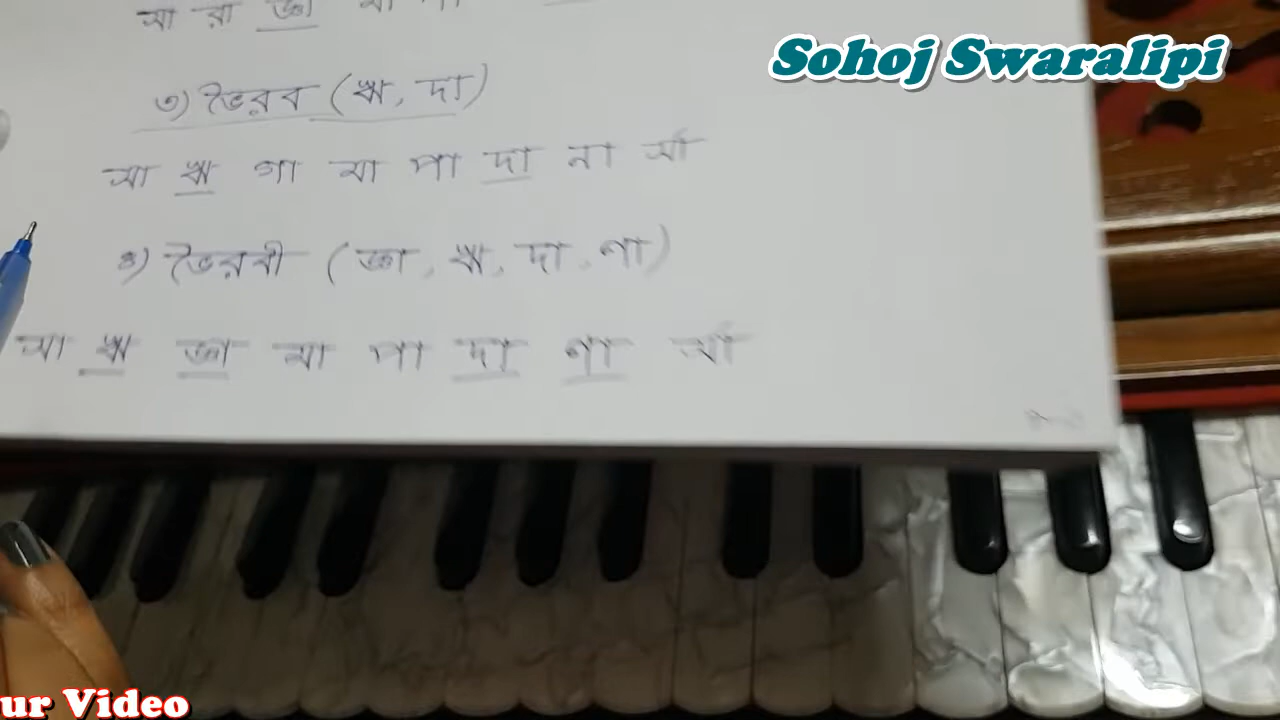 Sohoj Swaralipi
সা রা জ্ঞা মা পা
৩) ভৈরব (ঋ, দা)
সা ঋ গা মা পা দা না র্সা
৪) ভৈরবী (জ্ঞা, ঋ, দা, ণা)
সা ঋ জ্ঞা মা পা দা ণা র্সা
ur Video